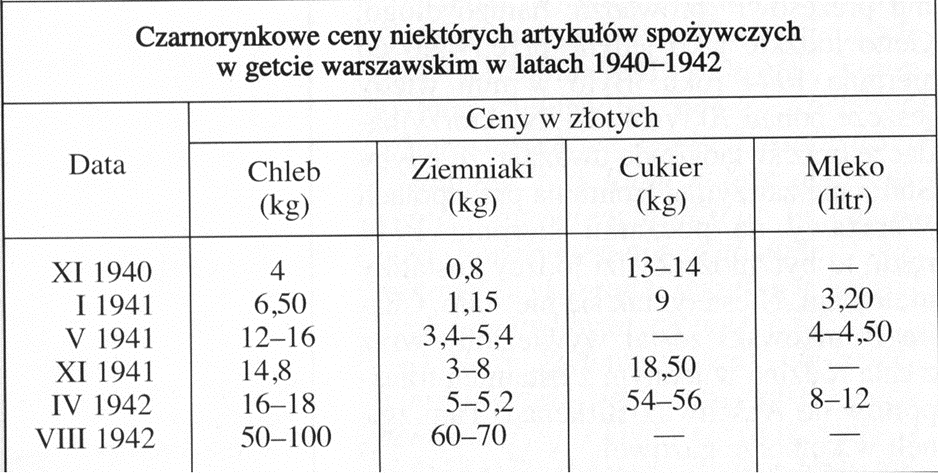 Czarnorynkowe ceny niektórych artykułów spożywczych
w getcie warszawskim w latach 1940–1942
Data
Ceny w złotych
Chleb (kg)
Ziemniaki (kg)
Cukier (kg)
Mleko (litr)
XI 1940 4 0,8 13–14
I 1941 6,50 1,15 9 3,20
V 1941 12–16 3,4–5,4 4–4,50
XI 1941 14,8 3–8 18,50 —
IV 1942 16–18 5–5,2 54–56 8–12
VIII 1942 50–100 60–70 — —